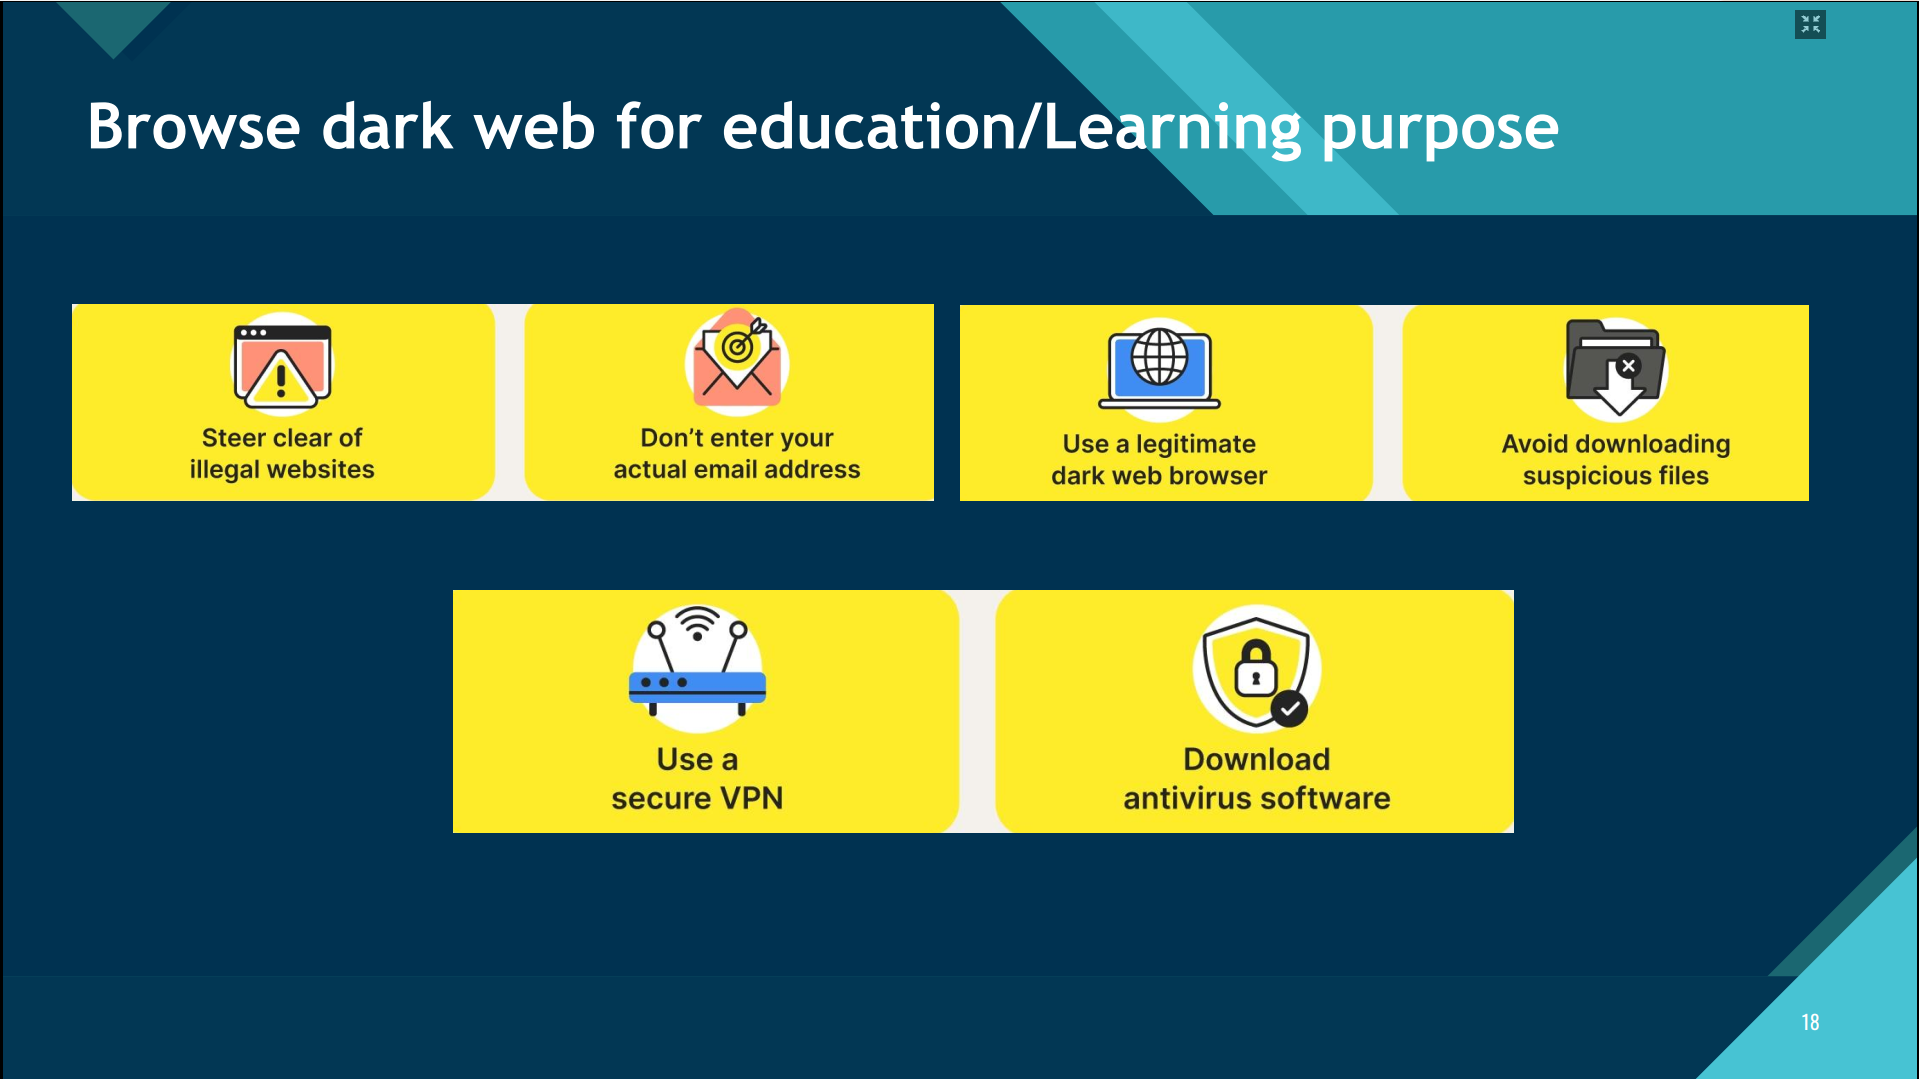 Browse dark web for education/Learning purpose
Steer clear of
illegal websites
Don't enter your
actual email address
Use a legitimate
dark web browser
Avoid downloading
suspicious files
Use a
secure VPN
Download
antivirus software
18